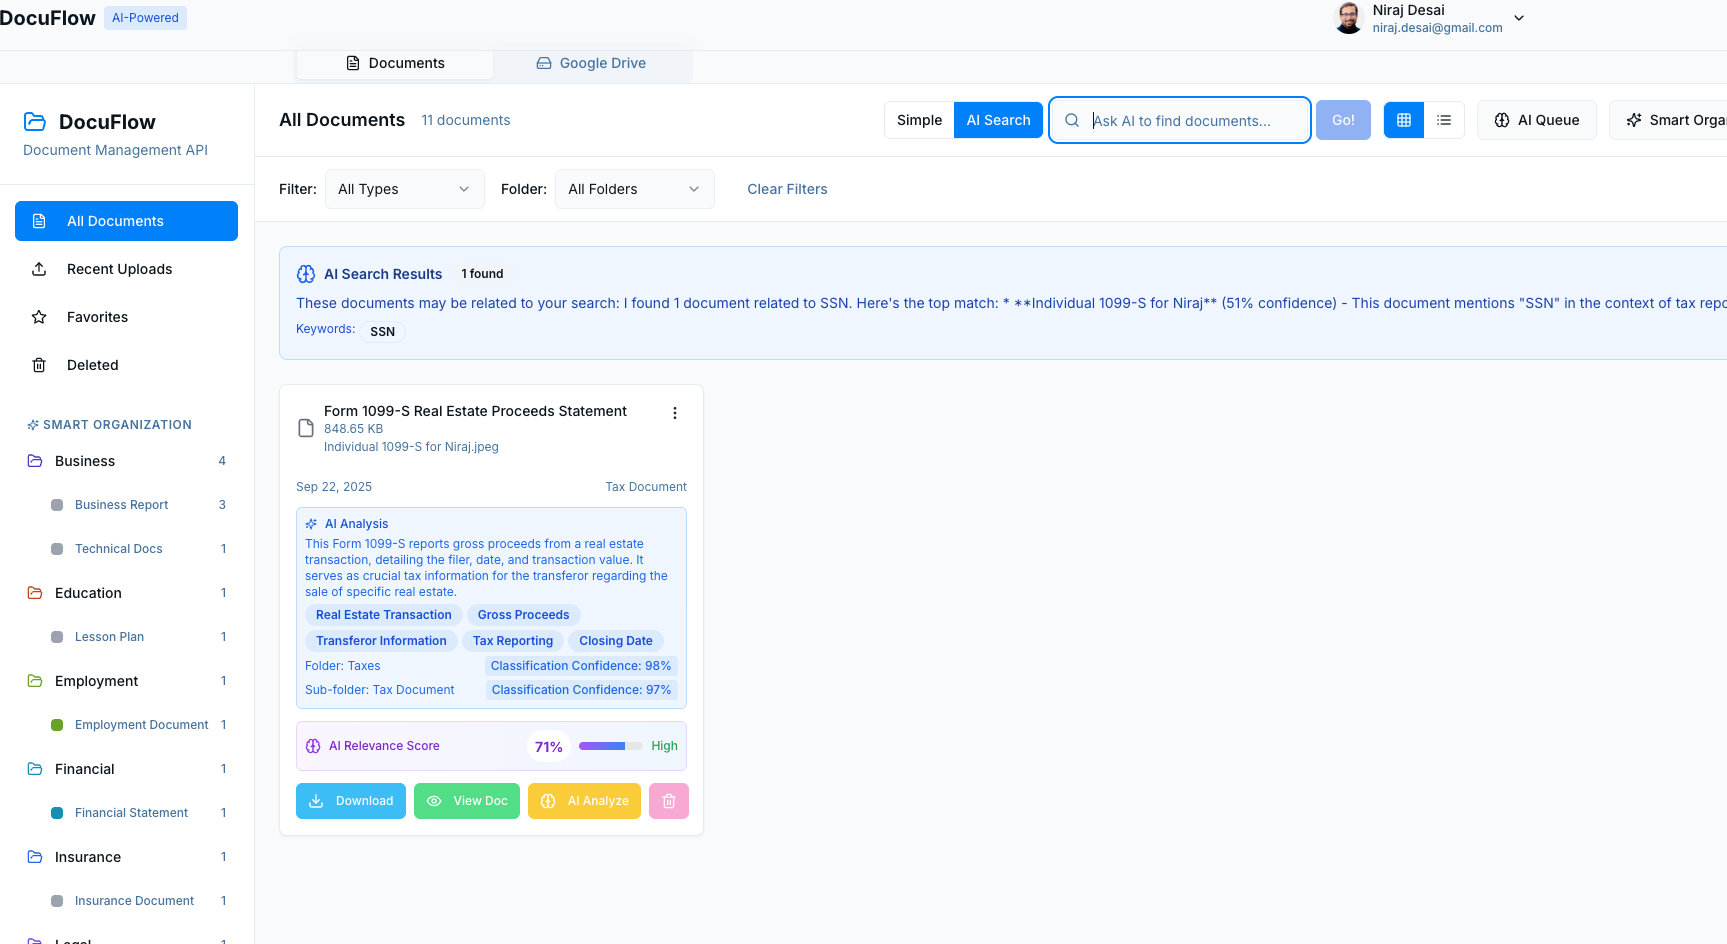 DocuFlow AI-Powered
Niraj Desai
niraj.desai@gmail.com
Documents Google Drive
DocuFlow
Document Management API
All Documents
Recent Uploads
Favorites
Deleted
SMART ORGANIZATION
Business 4
Business Report 3
Technical Docs 1
Education 1
Lesson Plan 1
Employment 1
Employment Document 1
Financial 1
Financial Statement 1
Insurance 1
Insurance Document 1
Legal 1
All Documents 11 documents
Simple AI Search Ask AI to find documents... Go! AI Queue Smart Orga
Filter: All Types Folder: All Folders Clear Filters
AI Search Results 1 found
These documents may be related to your search: I found 1 document related to SSN. Here's the top match: * **Individual 1099-S for Niraj** (51% confidence) - This document mentions "SSN" in the context of tax repo
Keywords: SSN
Form 1099-S Real Estate Proceeds Statement
848.65 KB
Individual 1099-S for Niraj.jpeg
Sep 22, 2025 Tax Document
AI Analysis
This Form 1099-S reports gross proceeds from a real estate
transaction, detailing the filer, date, and transaction value. It
serves as crucial tax information for the transferor regarding the
sale of specific real estate.
Real Estate Transaction Gross Proceeds
Transferor Information Tax Reporting Closing Date
Folder: Taxes Classification Confidence: 98%
Sub-folder: Tax Document Classification Confidence: 97%
AI Relevance Score 71% High
Download View Doc AI Analyze